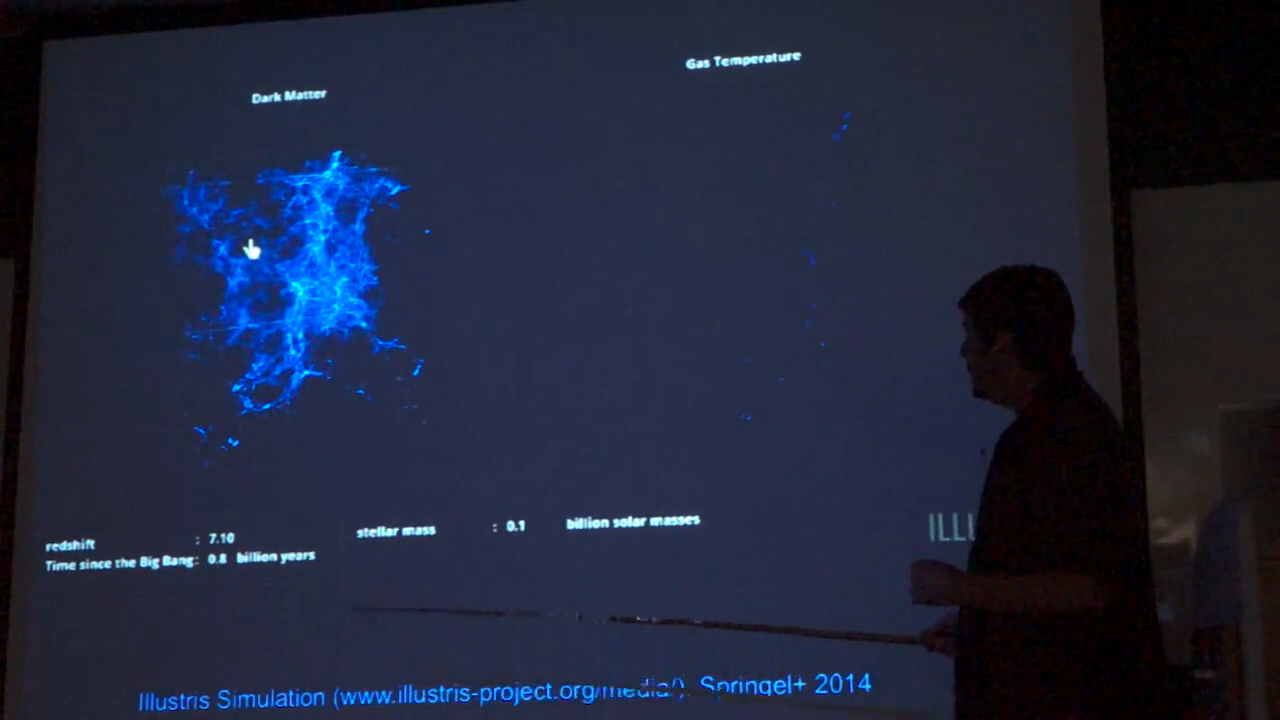 Dark Matter
Gas Temperature
redshift : 7.10
Time since the Big Bang : 0.8 billion years
stellar mass : 0.1 billion solar masses
ILLU
Illustris Simulation (www.illustris-project.org/media/). Springel+ 2014